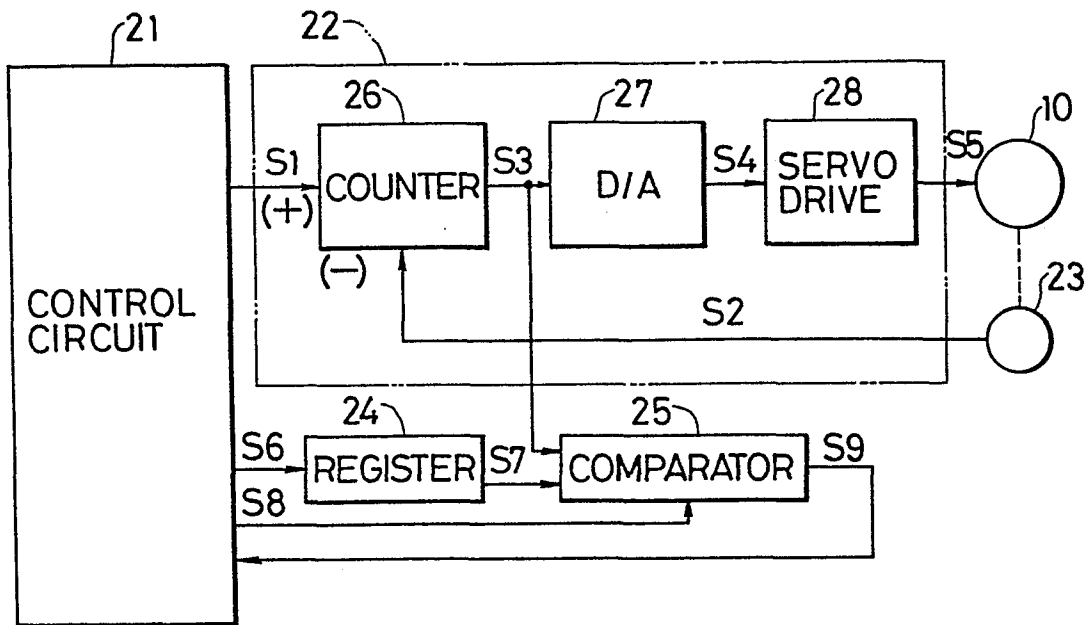 21
22
26
27
28
10
S1
(+)
COUNTER
S3
D/A
S4
SERVO
DRIVE
S5
(-)
CONTROL
CIRCUIT
S2
23
24
25
S6
REGISTER
S7
COMPARATOR
S9
S8